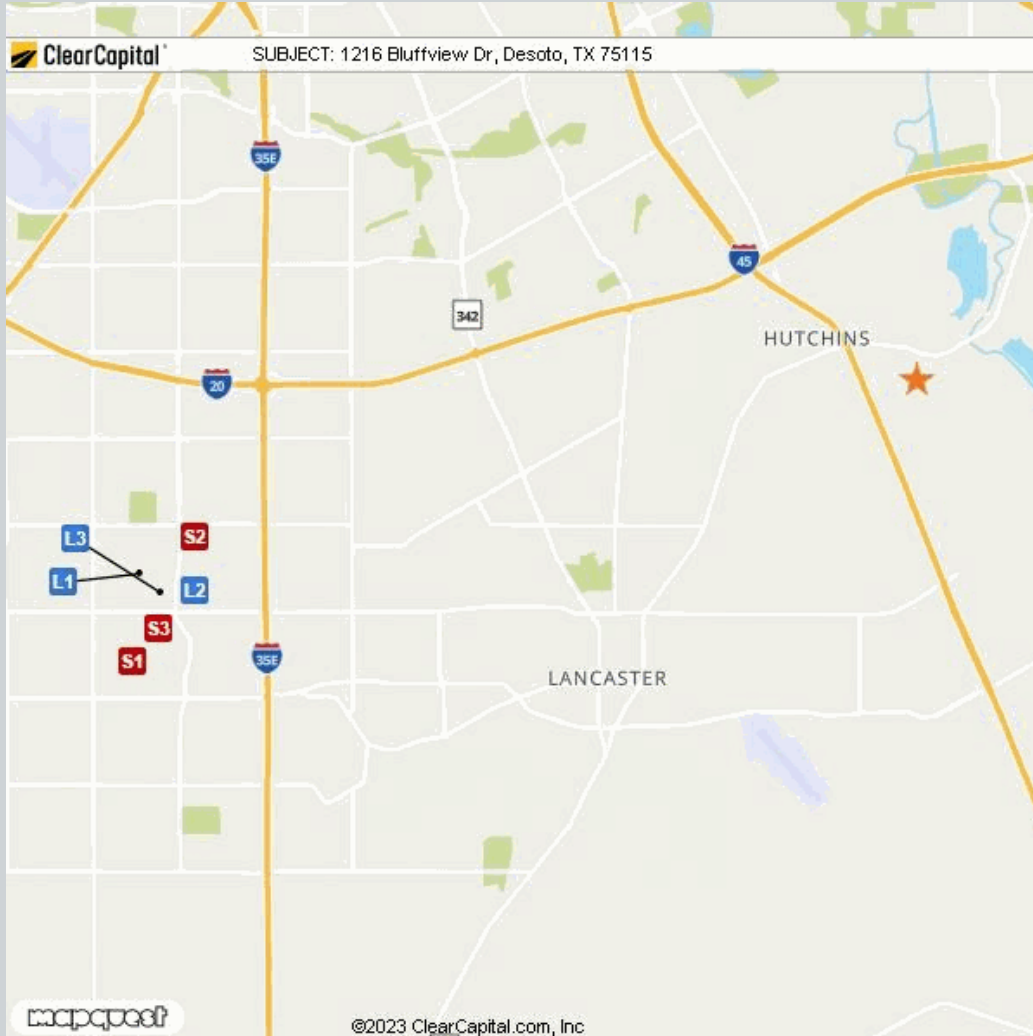 ClearCapital
SUBJECT: 1216 Bluffview Dr, Desoto, TX 75115
35E
45
342
HUTCHINS
20
L3
S2
L1
L2
S3
S1
35E
LANCASTER
mapquest
©2023 ClearCapital.com, Inc